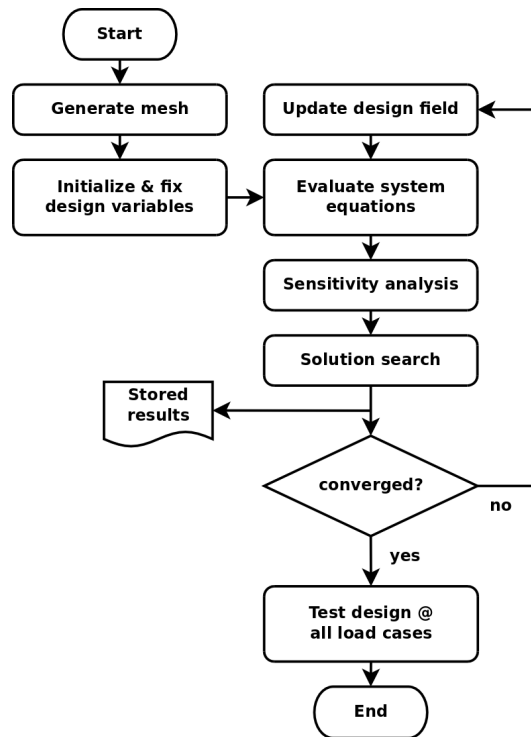 Start
Generate mesh
Initialize & fix
design variables
Update design field
Evaluate system
equations
Sensitivity analysis
Solution search
Stored
results
converged?
no
yes
Test design @
all load cases
End